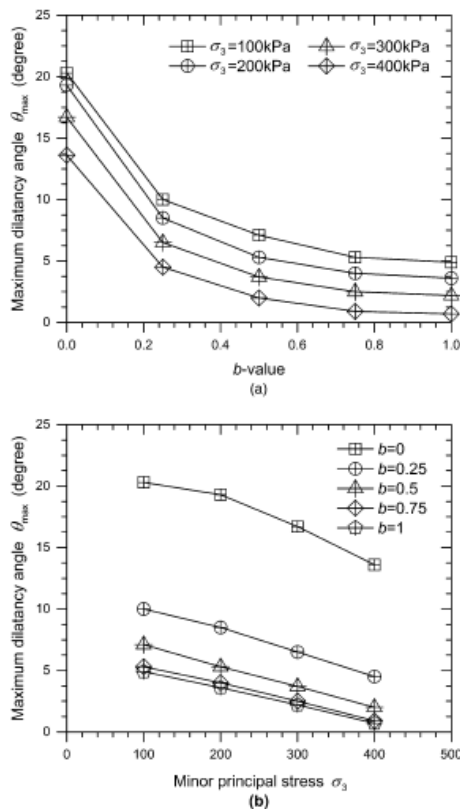 25
σ3=100kPa
σ3=300kPa
σ3=200kPa
σ3=400kPa
20
15
10
5
0
Maximum dilatancy angle θmax (degree)
0.0
0.2
0.4
0.6
0.8
1.0
b-value
(a)
25
b=0
b=0.25
b=0.5
b=0.75
b=1
20
15
10
5
0
Maximum dilatancy angle θmax (degree)
0
100
200
300
400
500
Minor principal stress σ3
(b)